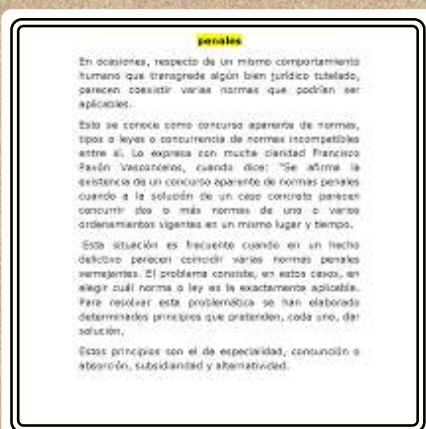 penales
En ocasiones, respecto de un mismo comportamiento
humano que transgrede algún bien jurídico tutelado,
parecen coexistir varias normas que podrían ser
aplicables.
Esto se conoce como concurso aparente de normas,
tipos o leyes o concurrencia de normas incompatibles
entre sí. Lo expresa con mucha claridad Francisco
Pavón Vasconcelos, cuando dice: "Se afirma la
existencia de un concurso aparente de normas penales
cuando a la solución de un caso concreto parecen
concurrir dos o más normas de uno o varios
ordenamientos vigentes en un mismo lugar y tiempo.
Esta situación es frecuente cuando en un hecho
delictivo parecen coincidir varias normas penales
semejantes. El problema consiste, en estos casos, en
elegir cuál norma o ley es la exactamente aplicable.
Para resolver esta problemática se han elaborado
determinados principios que pretenden, cada uno, dar
solución.
Estos principios son el de especialidad, consunción o
absorción, subsidiaridad y alternatividad.